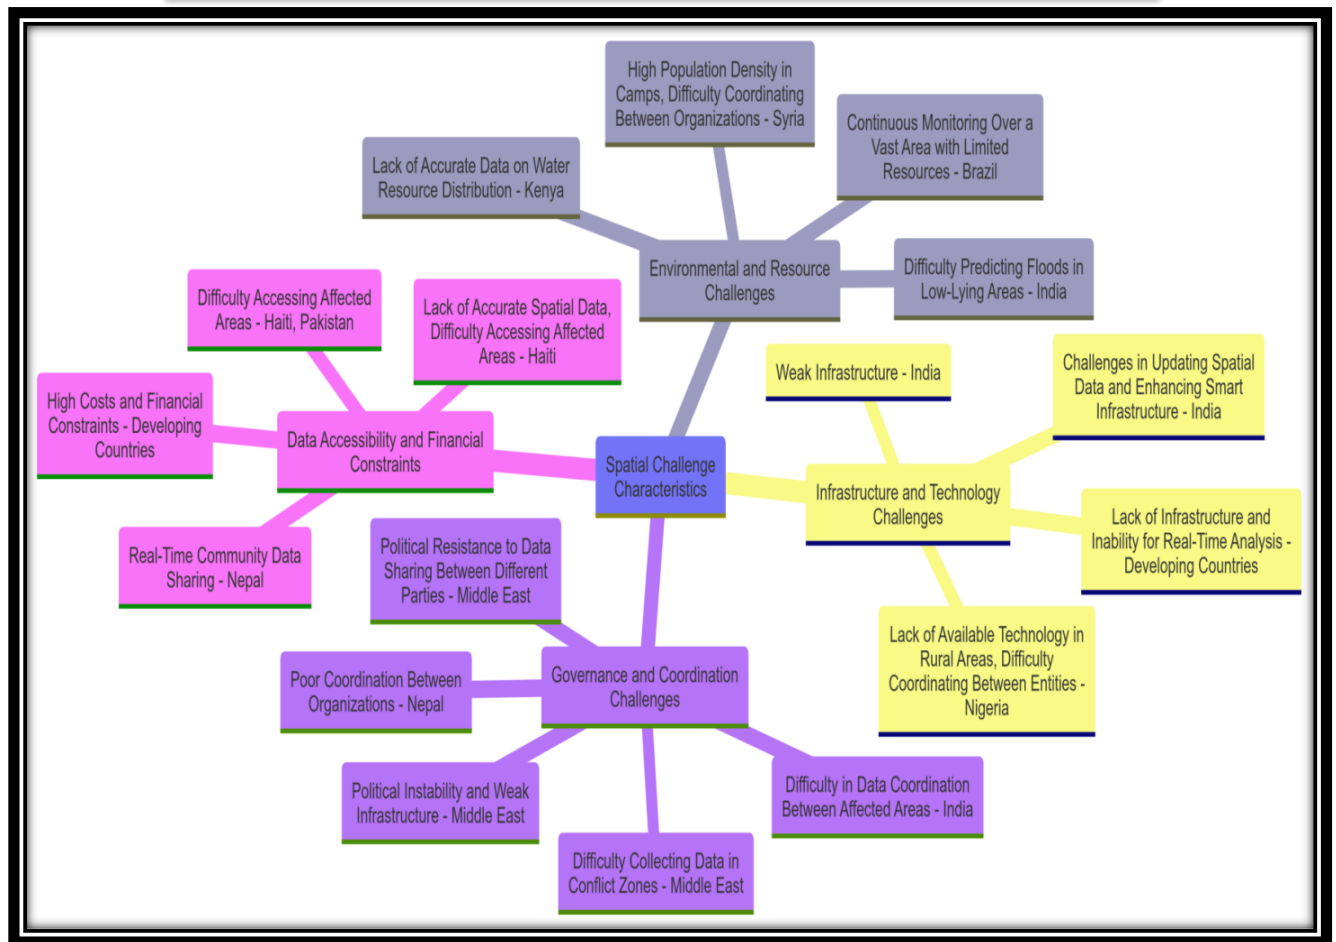 High Population Density in
Camps, Difficulty Coordinating
Between Organizations - Syria
Continuous Monitoring Over a
Vast Area with Limited
Resources - Brazil
Lack of Accurate Data on Water
Resource Distribution - Kenya
Environmental and Resource
Challenges
Difficulty Predicting Floods in
Low-Lying Areas - India
Difficulty Accessing Affected
Areas - Haiti, Pakistan
Lack of Accurate Spatial Data,
Difficulty Accessing Affected
Areas - Haiti
High Costs and Financial
Constraints - Developing
Countries
Data Accessibility and Financial
Constraints
Real-Time Community Data
Sharing - Nepal
Spatial Challenge
Characteristics
Weak Infrastructure - India
Challenges in Updating Spatial
Data and Enhancing Smart
Infrastructure - India
Infrastructure and Technology
Challenges
Lack of Infrastructure and
Inability for Real-Time Analysis -
Developing Countries
Lack of Available Technology in
Rural Areas, Difficulty
Coordinating Between Entities -
Nigeria
Political Resistance to Data
Sharing Between Different
Parties - Middle East
Poor Coordination Between
Organizations - Nepal
Governance and Coordination
Challenges
Political Instability and Weak
Infrastructure - Middle East
Difficulty Collecting Data in
Conflict Zones - Middle East
Difficulty in Data Coordination
Between Affected Areas - India